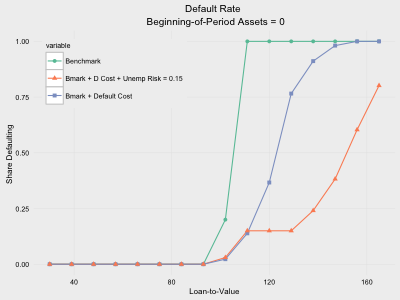 Default Rate
Beginning-of-Period Assets = 0
variable
Benchmark
Bmark + D Cost + Unemp Risk = 0.15
Bmark + Default Cost
Share Defaulting
1.00
0.75
0.50
0.25
0.00
40
80
120
160
Loan-to-Value